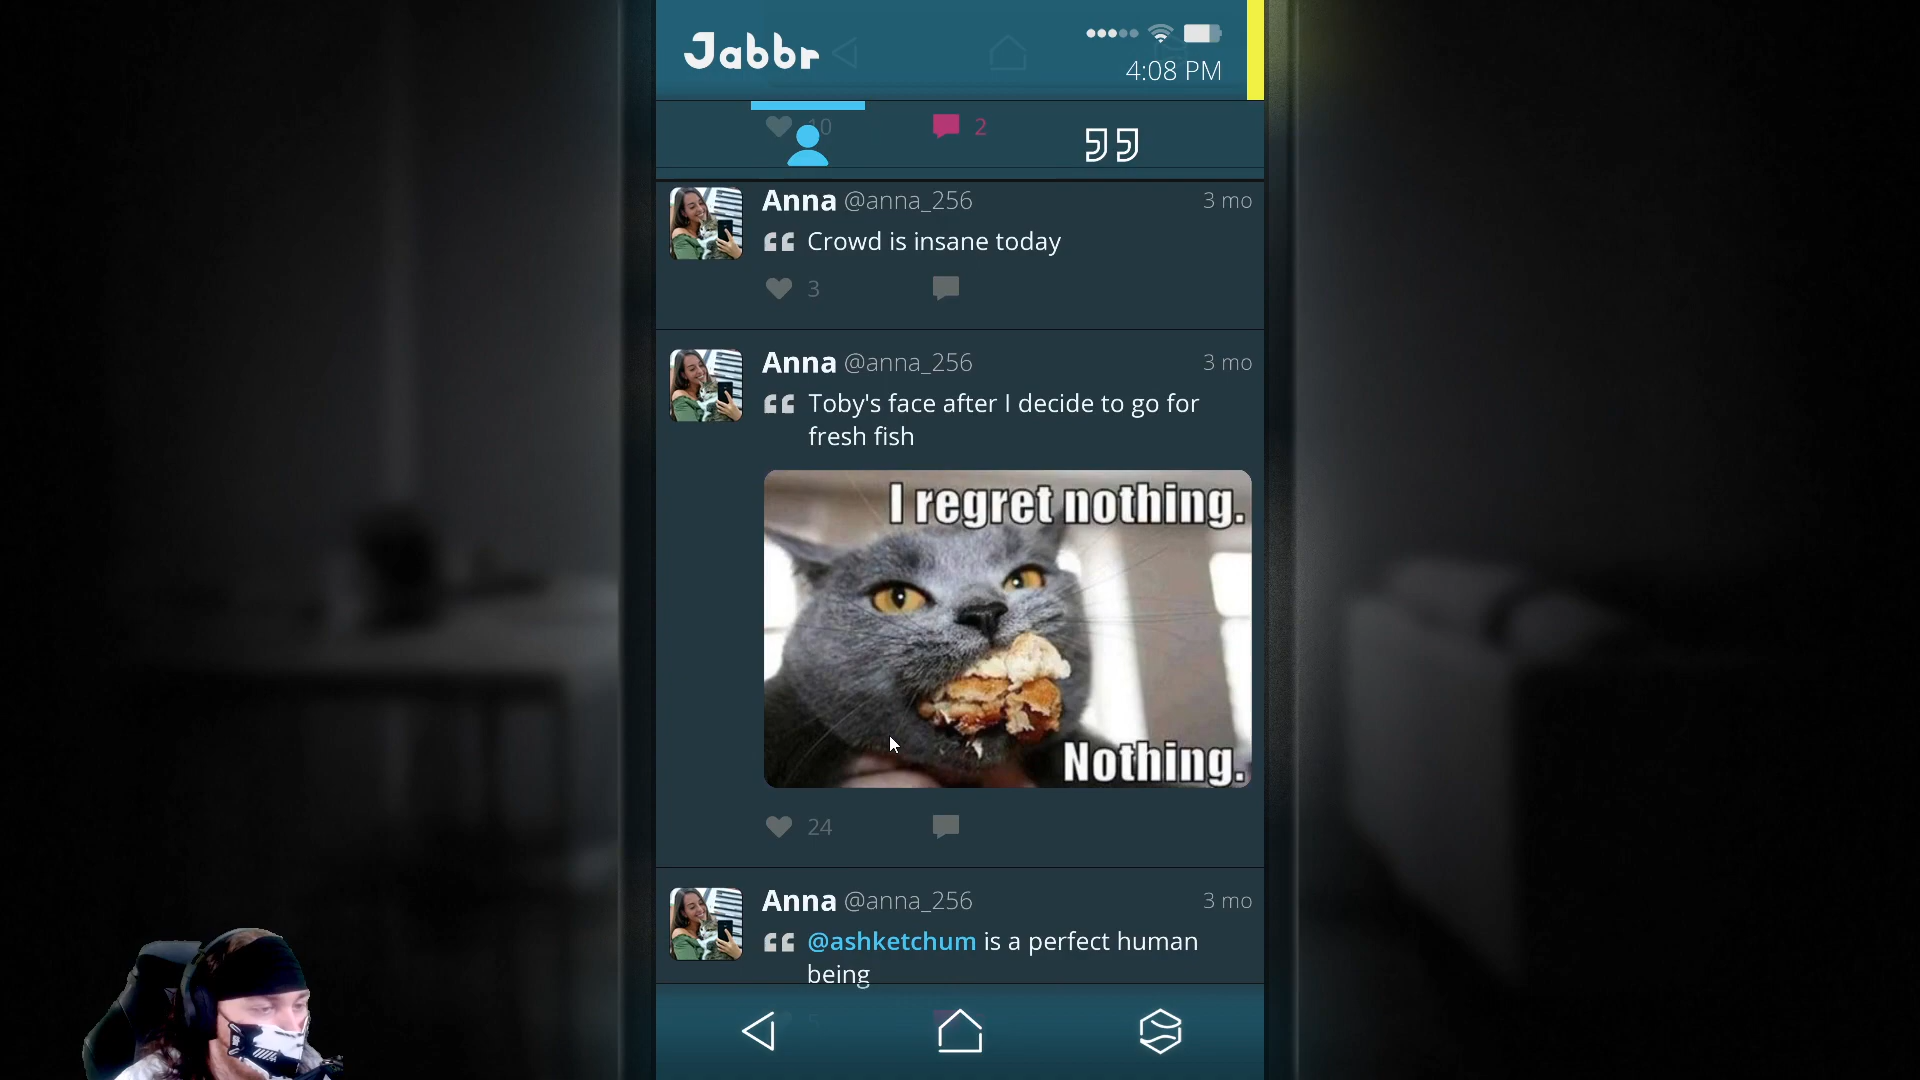 Jabbr
4:08 PM
10 2
Anna @anna_256 3 mo
Crowd is insane today
3
Anna @anna_256 3 mo
Toby's face after I decide to go for
fresh fish
I regret nothing.
Nothing.
24
Anna @anna_256 3 mo
@ashketchum is a perfect human
being